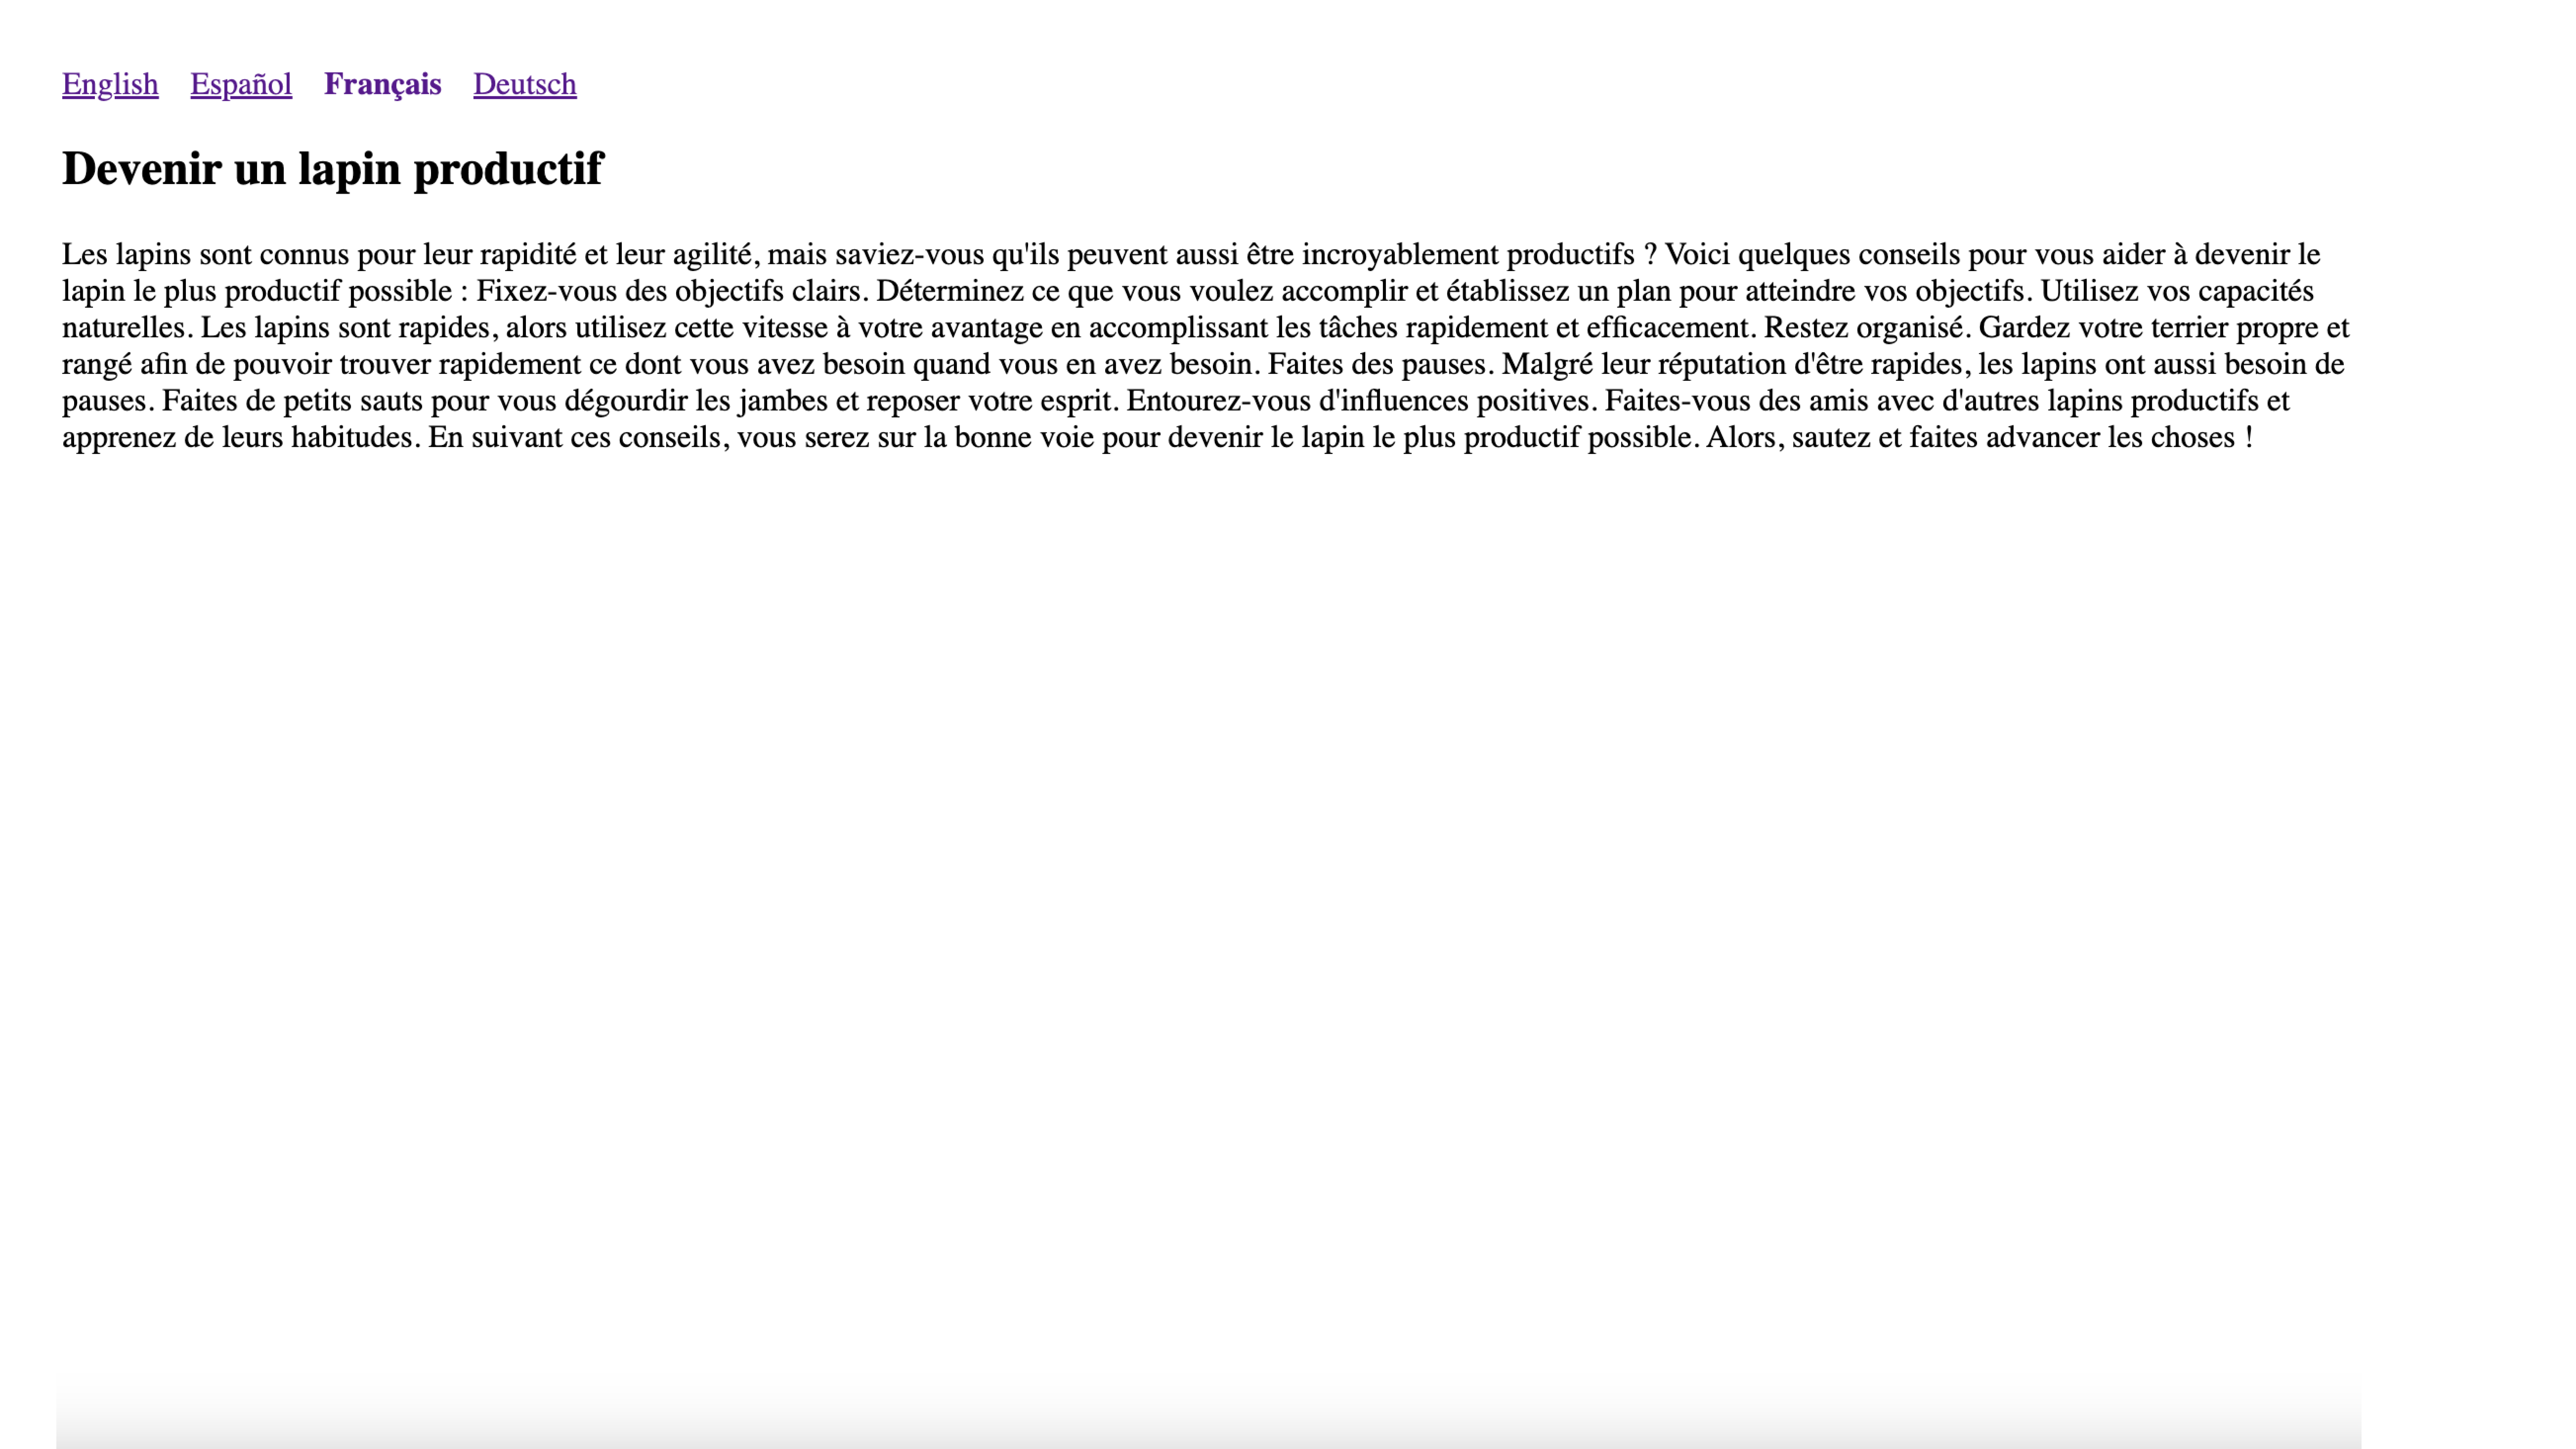 English Español Français Deutsch
Devenir un lapin productif
Les lapins sont connus pour leur rapidité et leur agilité, mais saviez-vous qu'ils peuvent aussi être incroyablement productifs ? Voici quelques conseils pour vous aider à devenir le
lapin le plus productif possible : Fixez-vous des objectifs clairs. Déterminez ce que vous voulez accomplir et établissez un plan pour atteindre vos objectifs. Utilisez vos capacités
naturelles. Les lapins sont rapides, alors utilisez cette vitesse à votre avantage en accomplissant les tâches rapidement et efficacement. Restez organisé. Gardez votre terrier propre et
rangé afin de pouvoir trouver rapidement ce dont vous avez besoin quand vous en avez besoin. Faites des pauses. Malgré leur réputation d'être rapides, les lapins ont aussi besoin de
pauses. Faites de petits sauts pour vous dégourdir les jambes et reposer votre esprit. Entourez-vous d'influences positives. Faites-vous des amis avec d'autres lapins productifs et
apprenez de leurs habitudes. En suivant ces conseils, vous serez sur la bonne voie pour devenir le lapin le plus productif possible. Alors, sautez et faites advancer les choses !